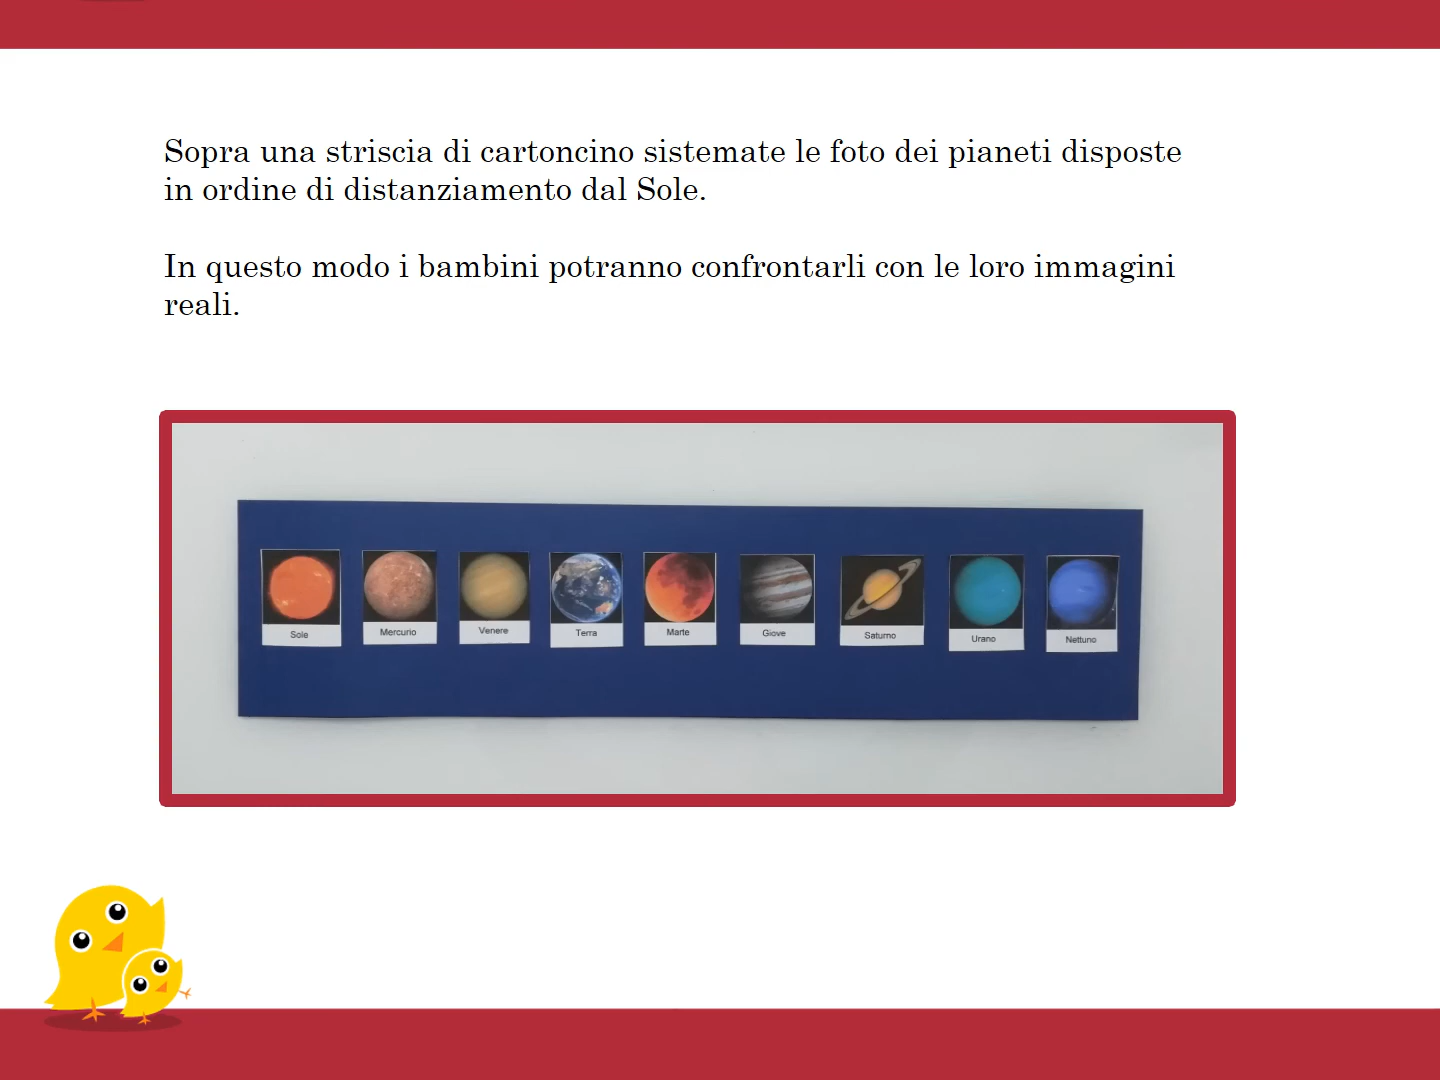 Sopra una striscia di cartoncino sistemate le foto dei pianeti disposte
in ordine di distanziamento dal Sole.
In questo modo i bambini potranno confrontarli con le loro immagini
reali.
Sole
Mercurio
Venere
Terra
Marte
Giove
Saturno
Urano
Nettuno